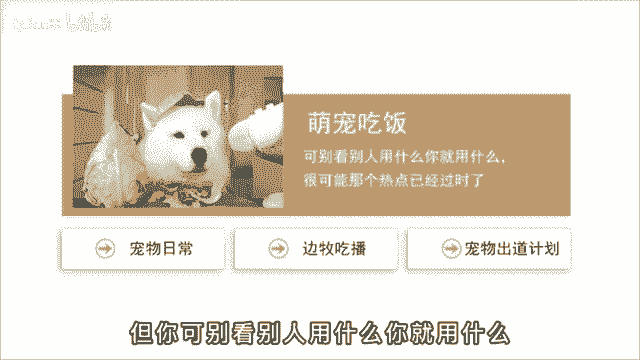 萌宠吃饭
可别看别人用什么你就用什么，
很可能那个热点已经过时了
宠物日常
边牧吃播
宠物出道计划
但你可别看别人用什么你就用什么